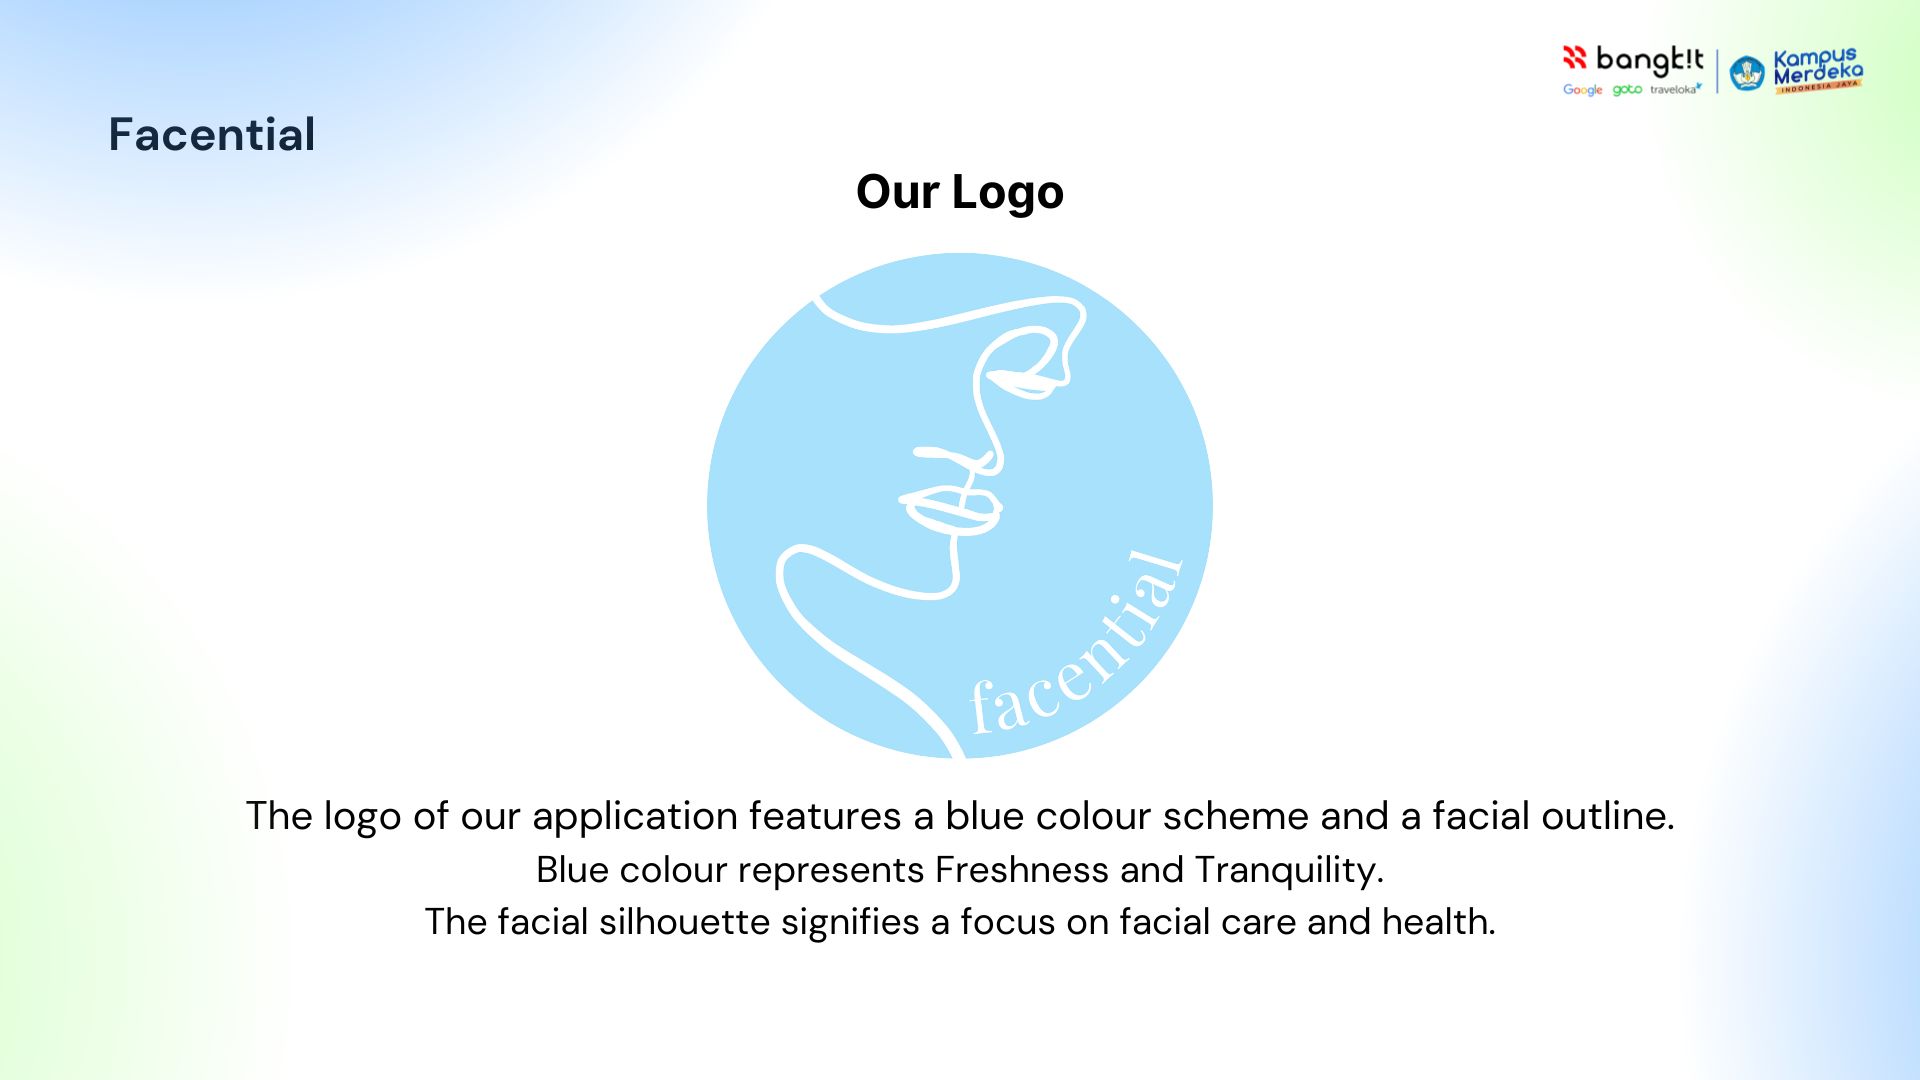 bangk!t
Kampus
Merdeka
INDONESIA JAYA
Google goto traveloka
Facential
Our Logo
facential
The logo of our application features a blue colour scheme and a facial outline.
Blue colour represents Freshness and Tranquility.
The facial silhouette signifies a focus on facial care and health.